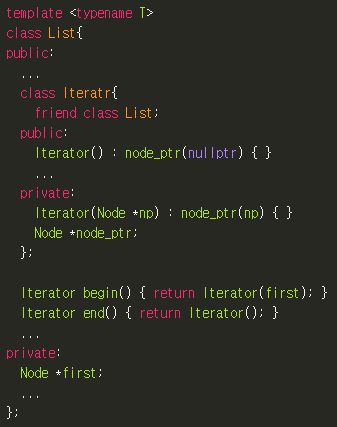 template <typename T>
class List{
public:
  ...
  class Iteratr{
    friend class List;
  public:
    Iterator() : node_ptr(nullptr) { }
    ...
  private:
    Iterator(Node *np) : node_ptr(np) { }
    Node *node_ptr;
  };

  Iterator begin() { return Iterator(first); }
  Iterator end() { return Iterator(); }
  ...
private:
  Node *first;
  ...
};